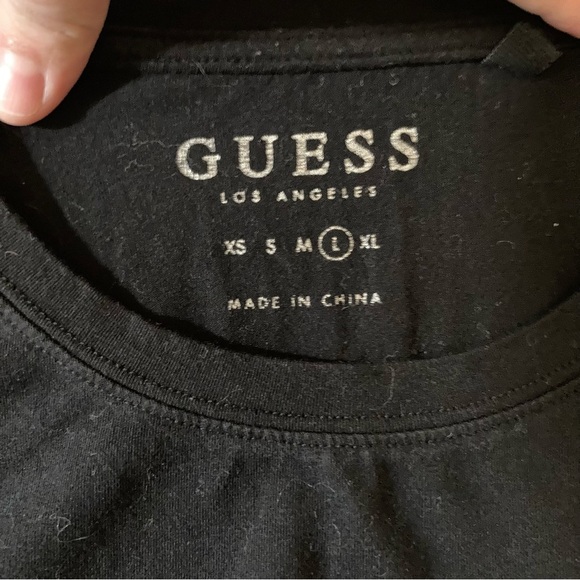 GUESS
LOS ANGELES
XS S M L XL
MADE IN CHINA